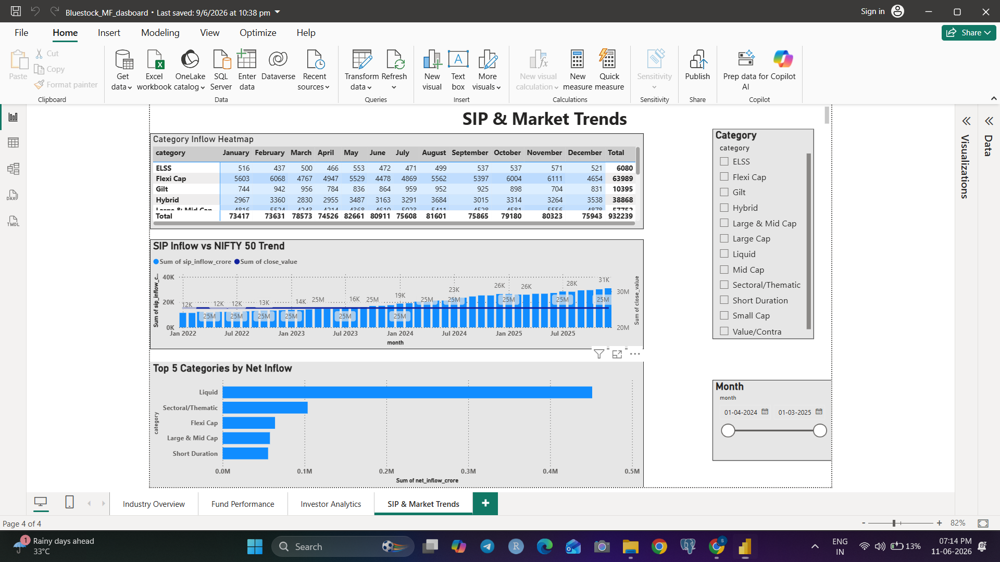 Bluestock_MF_dasboard • Last saved: 9/6/2026 at 10:38 pm
Sign in
File Home Insert Modeling View Optimize Help
Share
Paste
Cut
Copy
Format painter
Clipboard
Get data
Excel workbook
OneLake catalog
SQL Server
Enter data
Dataverse
Recent sources
Data
Transform data
Refresh
Queries
New visual
Text box
More visuals
Insert
New visual calculation
New measure
Quick measure
Calculations
Sensitivity
Sensitivity
Publish
Share
Prep data for AI
Copilot
Copilot
SIP & Market Trends
Category Inflow Heatmap
category January February March April May June July August September October November December Total
ELSS 516 437 500 466 553 472 471 499 537 537 571 521 6080
Flexi Cap 5603 6068 4767 4947 5529 4478 4869 5562 5397 6004 6111 4654 63989
Gilt 744 942 956 784 836 864 959 952 925 898 704 831 10395
Hybrid 2967 3360 2830 2955 3487 3163 3291 3684 3015 3314 3264 3538 38868
Large & Mid Cap 4816 5524 4243 4214 4368 4610 5023 5411 4528 4581 5556 4878 57752
Total 73417 73631 78573 74526 82661 80911 75608 81601 75865 79180 80323 75943 932239
SIP Inflow vs NIFTY 50 Trend
Sum of sip_inflow_crore Sum of close_value
Sum of sip_inflow_c...
40K
20K
0K
12K 12K 12K 13K 14K 25M 16K 25M 19K 25M 23K 25M 26K 25M 26K 28K 25M 31K 25M
25M 25M 25M 25M 25M 25M
30M
20M
Sum of close_value
Jan 2022 Jul 2022 Jan 2023 Jul 2023 Jan 2024 Jul 2024 Jan 2025 Jul 2025
month
Top 5 Categories by Net Inflow
category
Liquid
Sectoral/Thematic
Flexi Cap
Large & Mid Cap
Short Duration
0.0M 0.1M 0.2M 0.3M 0.4M 0.5M
Sum of net_inflow_crore
Category
category
ELSS
Flexi Cap
Gilt
Hybrid
Large & Mid Cap
Large Cap
Liquid
Mid Cap
Sectoral/Thematic
Short Duration
Small Cap
Value/Contra
Month
month
01-04-2024 01-03-2025
Visualizations
Data
DAX
TMDL
Industry Overview Fund Performance Investor Analytics SIP & Market Trends
Page 4 of 4
82%
1
Rainy days ahead
33°C
Search
ENG
IN
13%
07:14 PM
11-06-2026